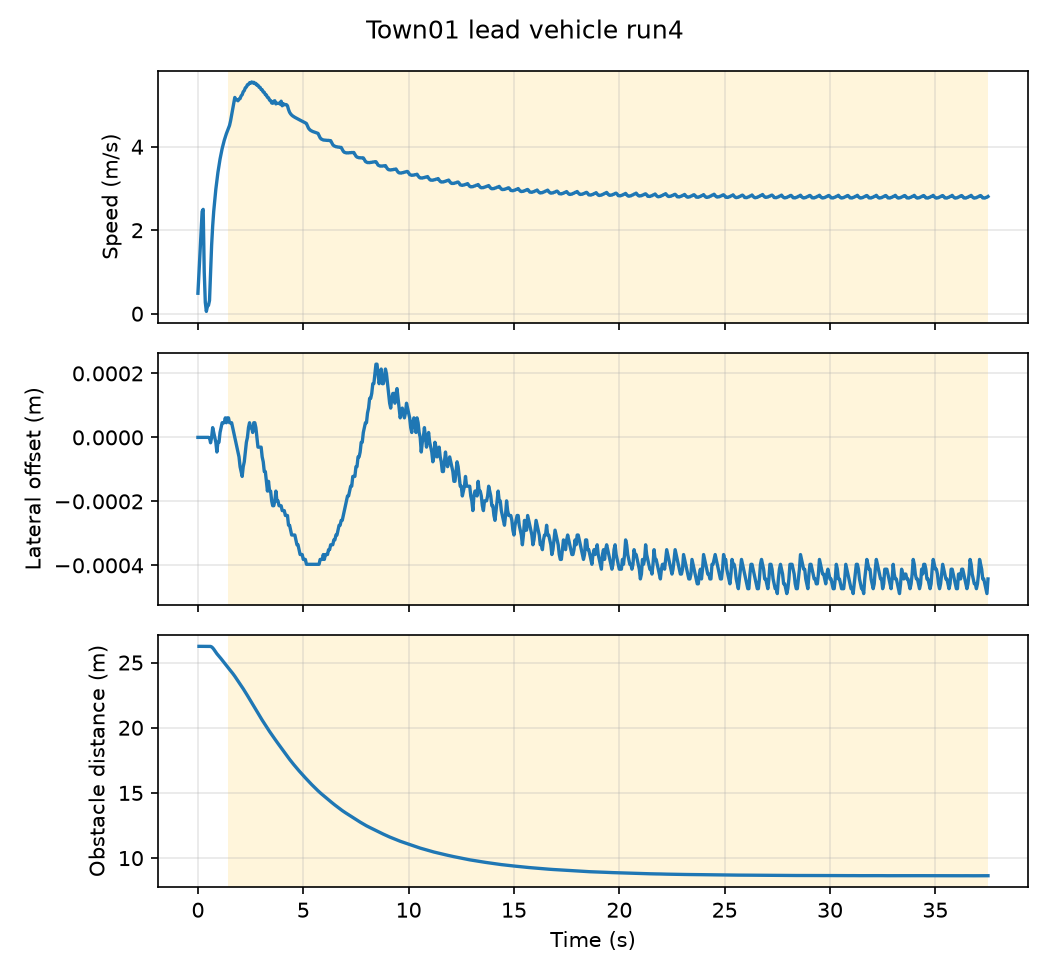 Town01 lead vehicle run4
Speed (m/s)
4
2
0
Lateral offset (m)
0.0002
0.0000
−0.0002
−0.0004
Obstacle distance (m)
25
20
15
10
0 5 10 15 20 25 30 35
Time (s)